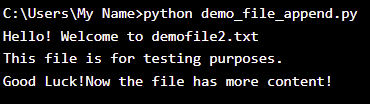 C:\Users\My Name>python demo_file_append.py
Hello! Welcome to demofile2.txt
This file is for testing purposes.
Good Luck!Now the file has more content!